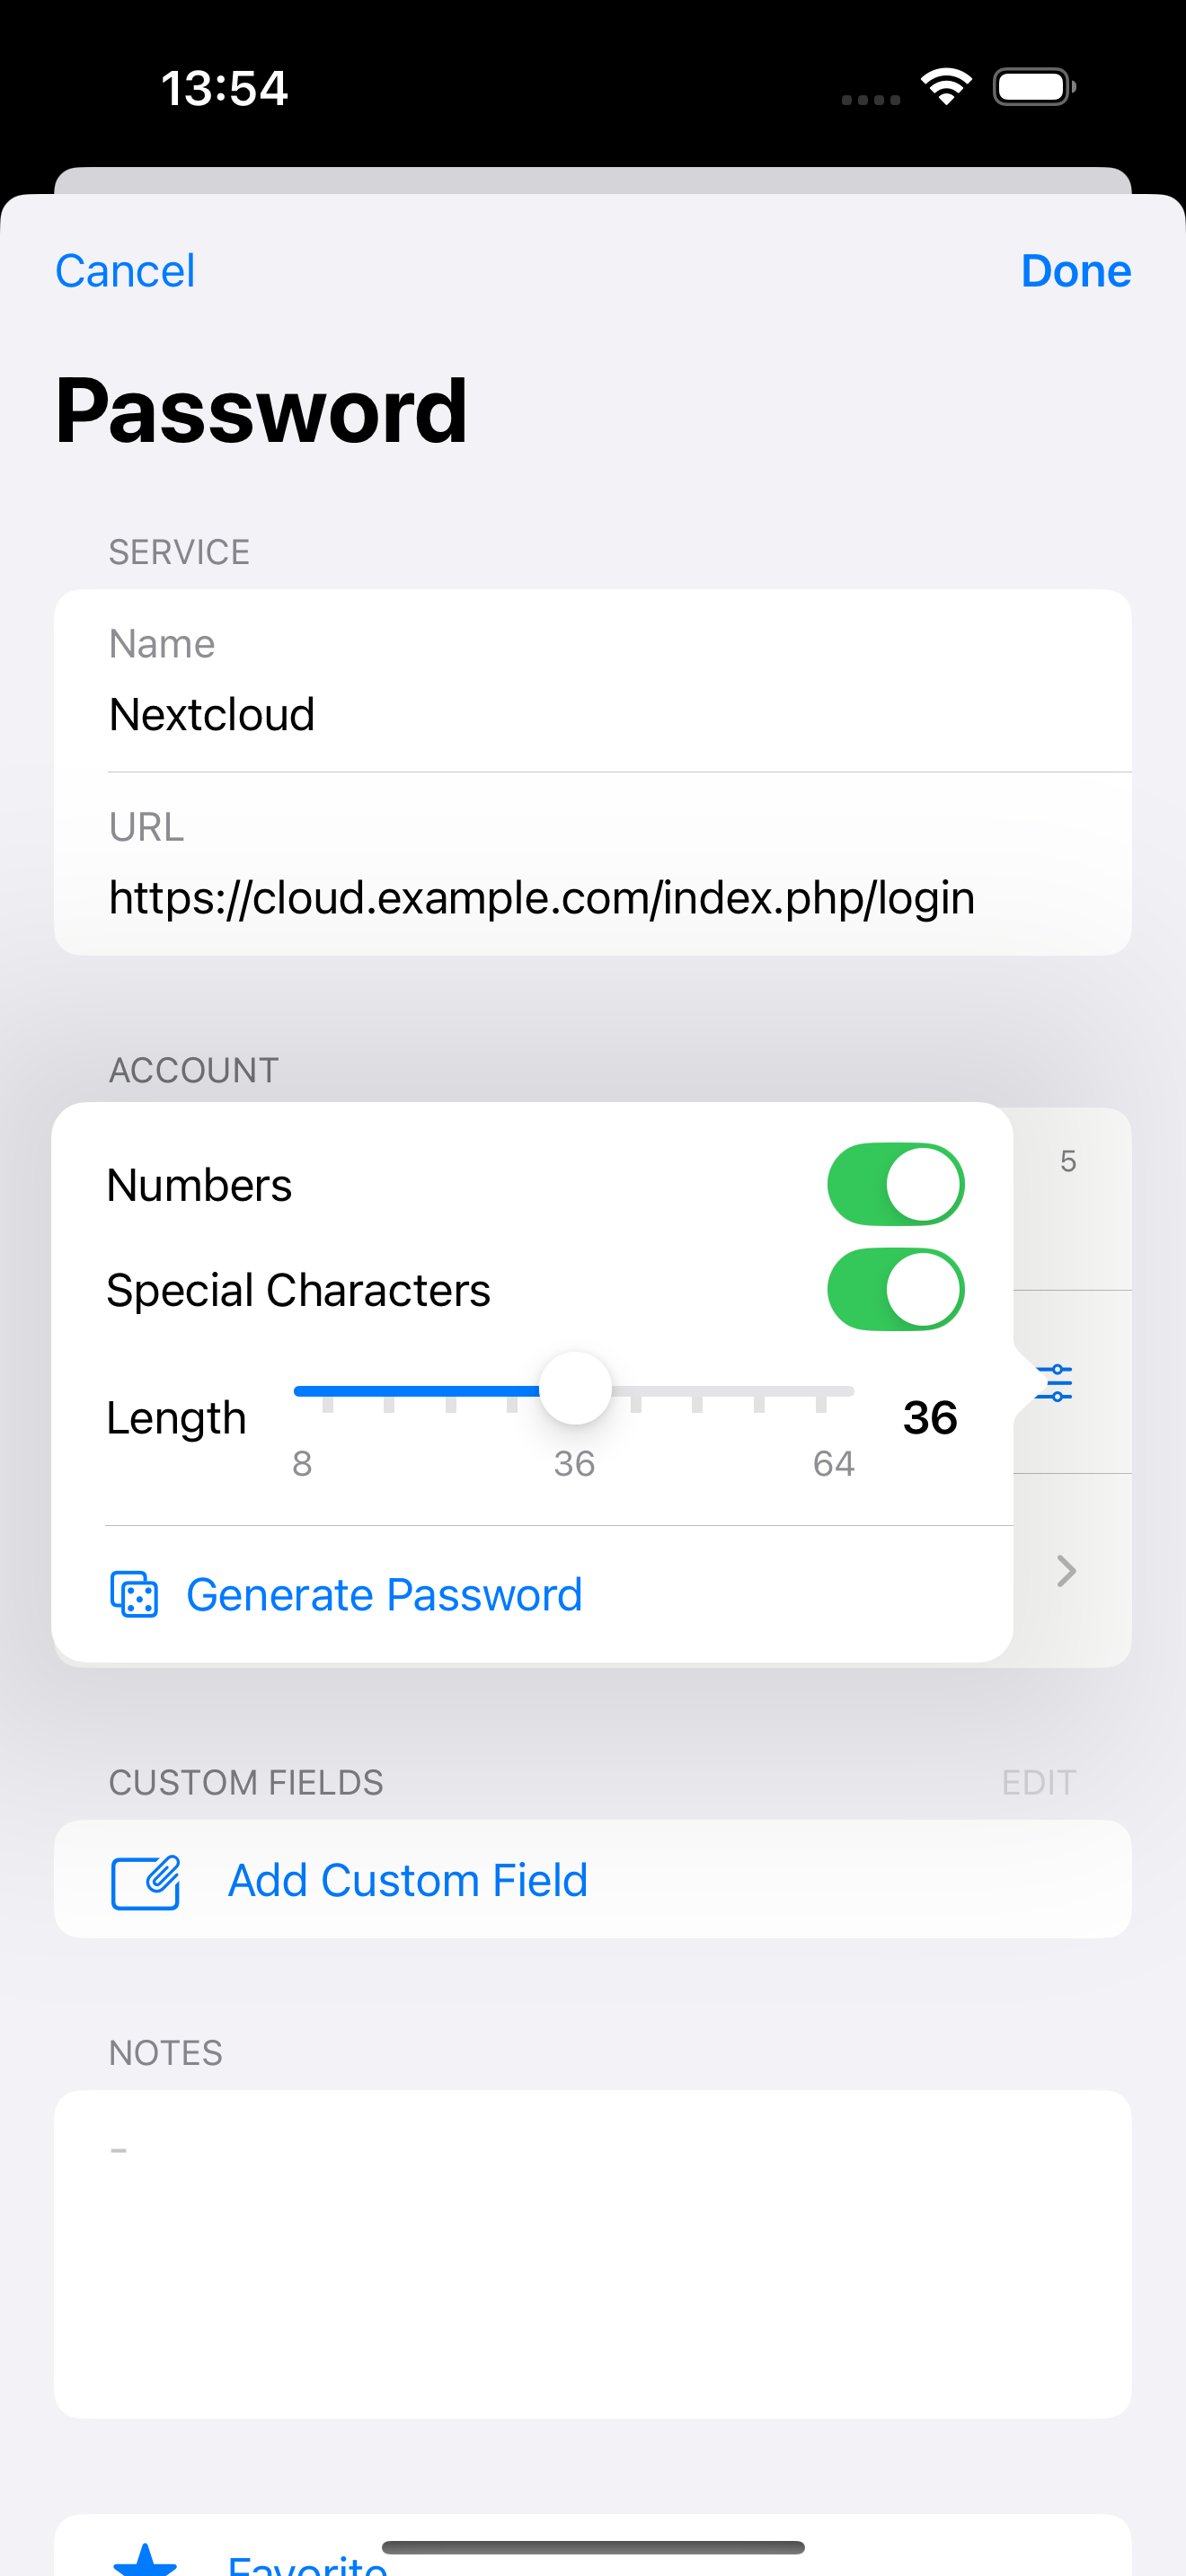 13:54
Cancel
Done
Password
SERVICE
Name
Nextcloud
URL
https://cloud.example.com/index.php/login
ACCOUNT
5
Numbers
Special Characters
Length
36
8
36
64
Generate Password
CUSTOM FIELDS
EDIT
Add Custom Field
NOTES
-
Favorite